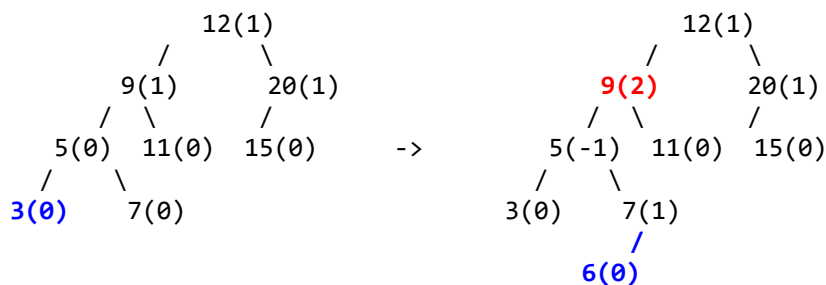 12(1) 12(1)
/ \ / \
9(1) 20(1) 9(2) 20(1)
/ \ / / \ /
5(0) 11(0) 15(0) -> 5(-1) 11(0) 15(0)
/ \ / \
3(0) 7(0) 3(0) 7(1)
/
6(0)